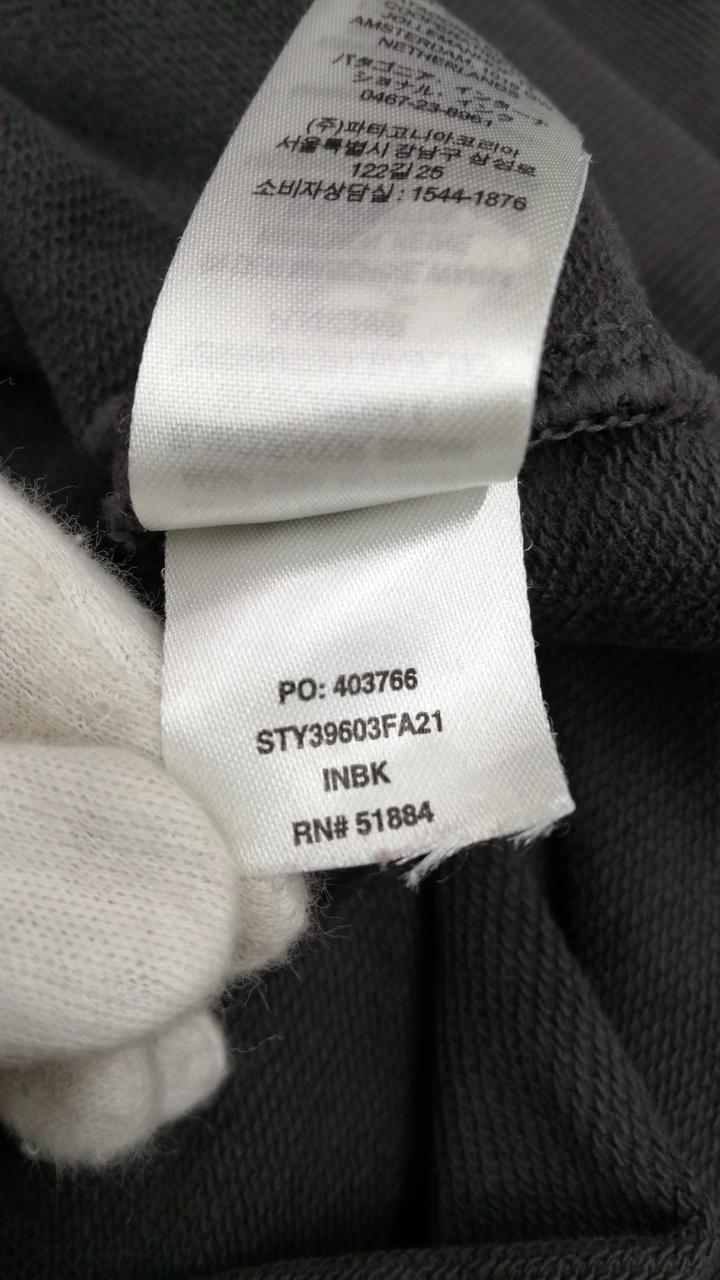 AMSTERDAM,
NETHERLANDS
パタゴニア, インターナ
ショナル, インク
0467-23-8961
(주)파타고니아코리아
서울특별시 강남구 삼성로
122길 25
소비자상담실 : 1544-1876
PO: 403766
STY39603FA21
INBK
RN# 51884